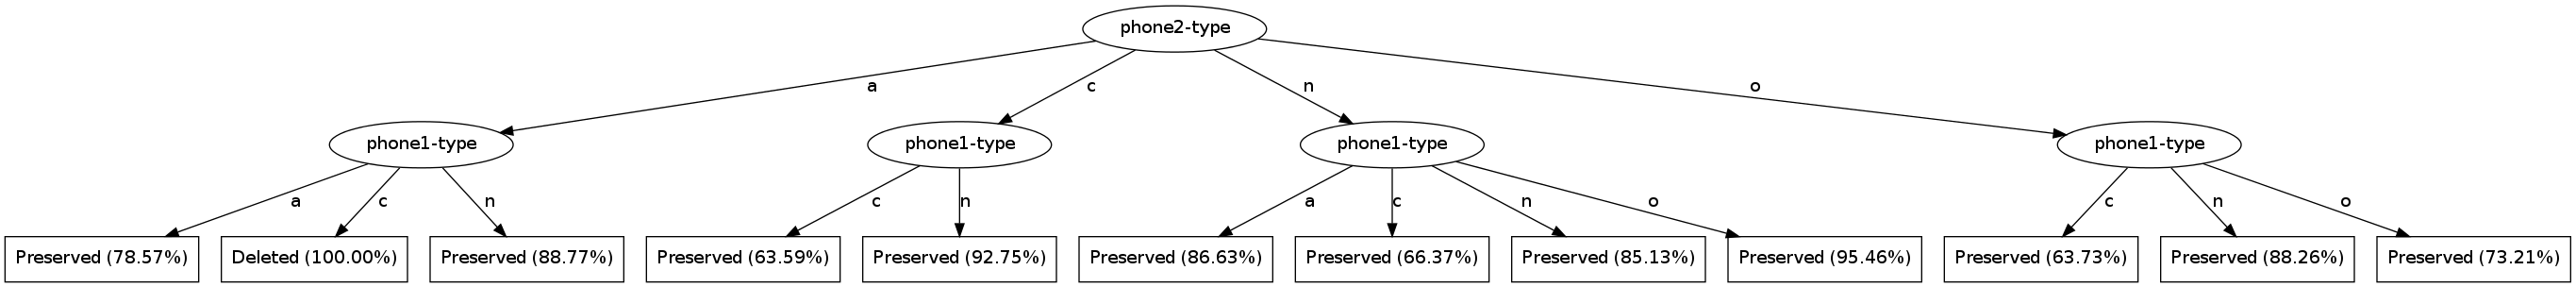 phone2-type
a
c
n
o
phone1-type
phone1-type
phone1-type
phone1-type
a
c
n
c
n
a
c
n
o
c
n
o
Preserved (78.57%)
Deleted (100.00%)
Preserved (88.77%)
Preserved (63.59%)
Preserved (92.75%)
Preserved (86.63%)
Preserved (66.37%)
Preserved (85.13%)
Preserved (95.46%)
Preserved (63.73%)
Preserved (88.26%)
Preserved (73.21%)